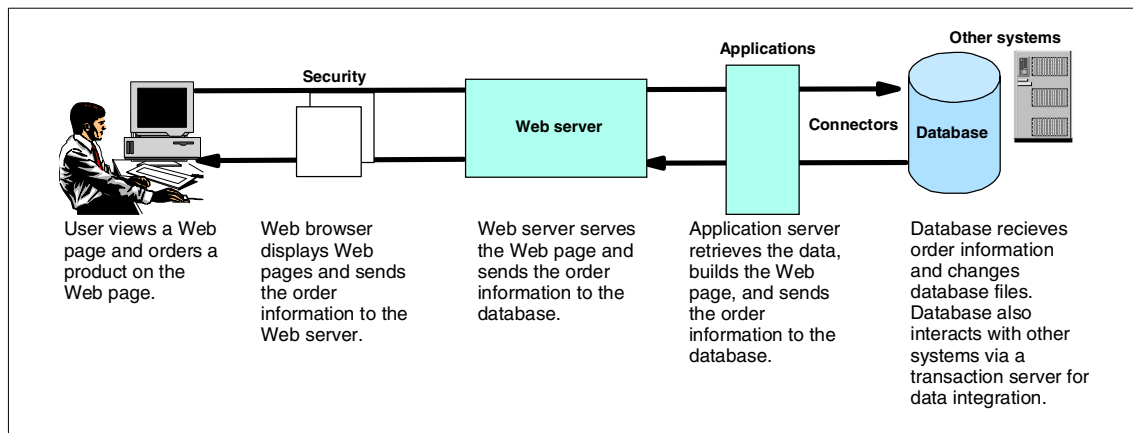 Other systems
Applications
Security
Web server
Connectors
Database
User views a Web
page and orders a
product on the
Web page.
Web browser
displays Web
pages and sends
the order
information to the
Web server.
Web server serves
the Web page and
sends the order
information to the
database.
Application server
retrieves the data,
builds the Web
page, and sends
the order
information to the
database.
Database recieves
order information
and changes
database files.
Database also
interacts with other
systems via a
transaction server for
data integration.